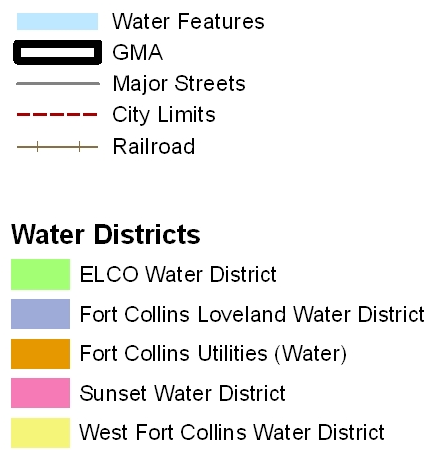 Water Features
GMA
Major Streets
City Limits
Railroad
Water Districts
ELCO Water District
Fort Collins Loveland Water District
Fort Collins Utilities (Water)
Sunset Water District
West Fort Collins Water District